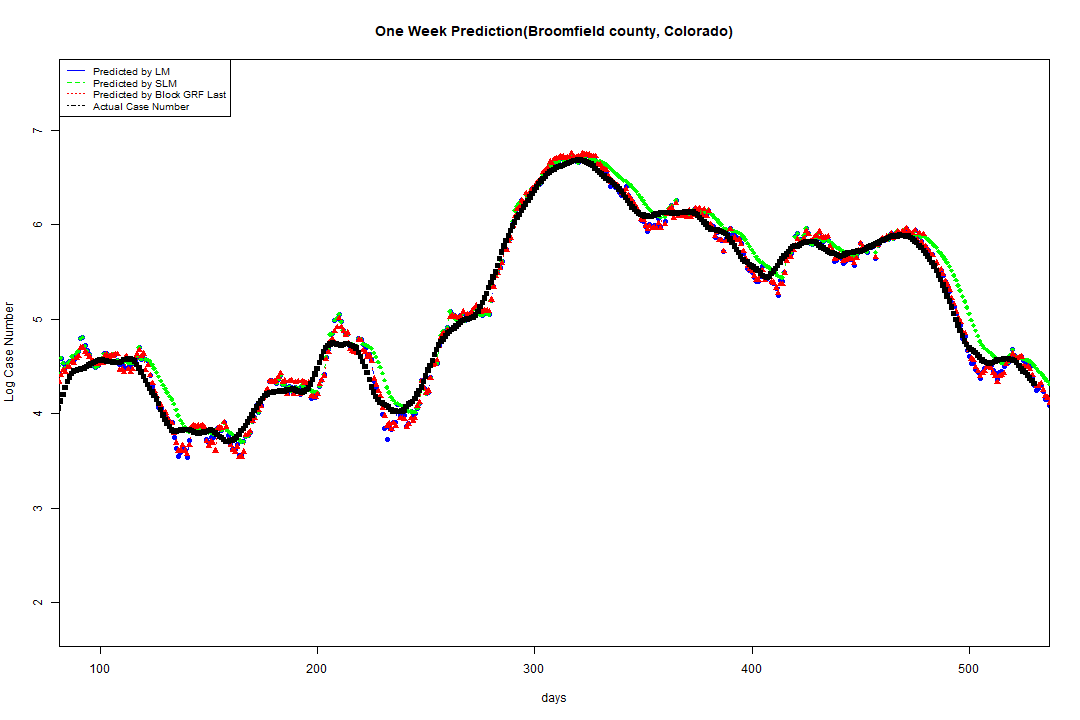 One Week Prediction(Broomfield county, Colorado)
Predicted by LM
Predicted by SLM
Predicted by Block GRF Last
Actual Case Number
7
6
5
4
3
2
Log Case Number
100 200 300 400 500
days